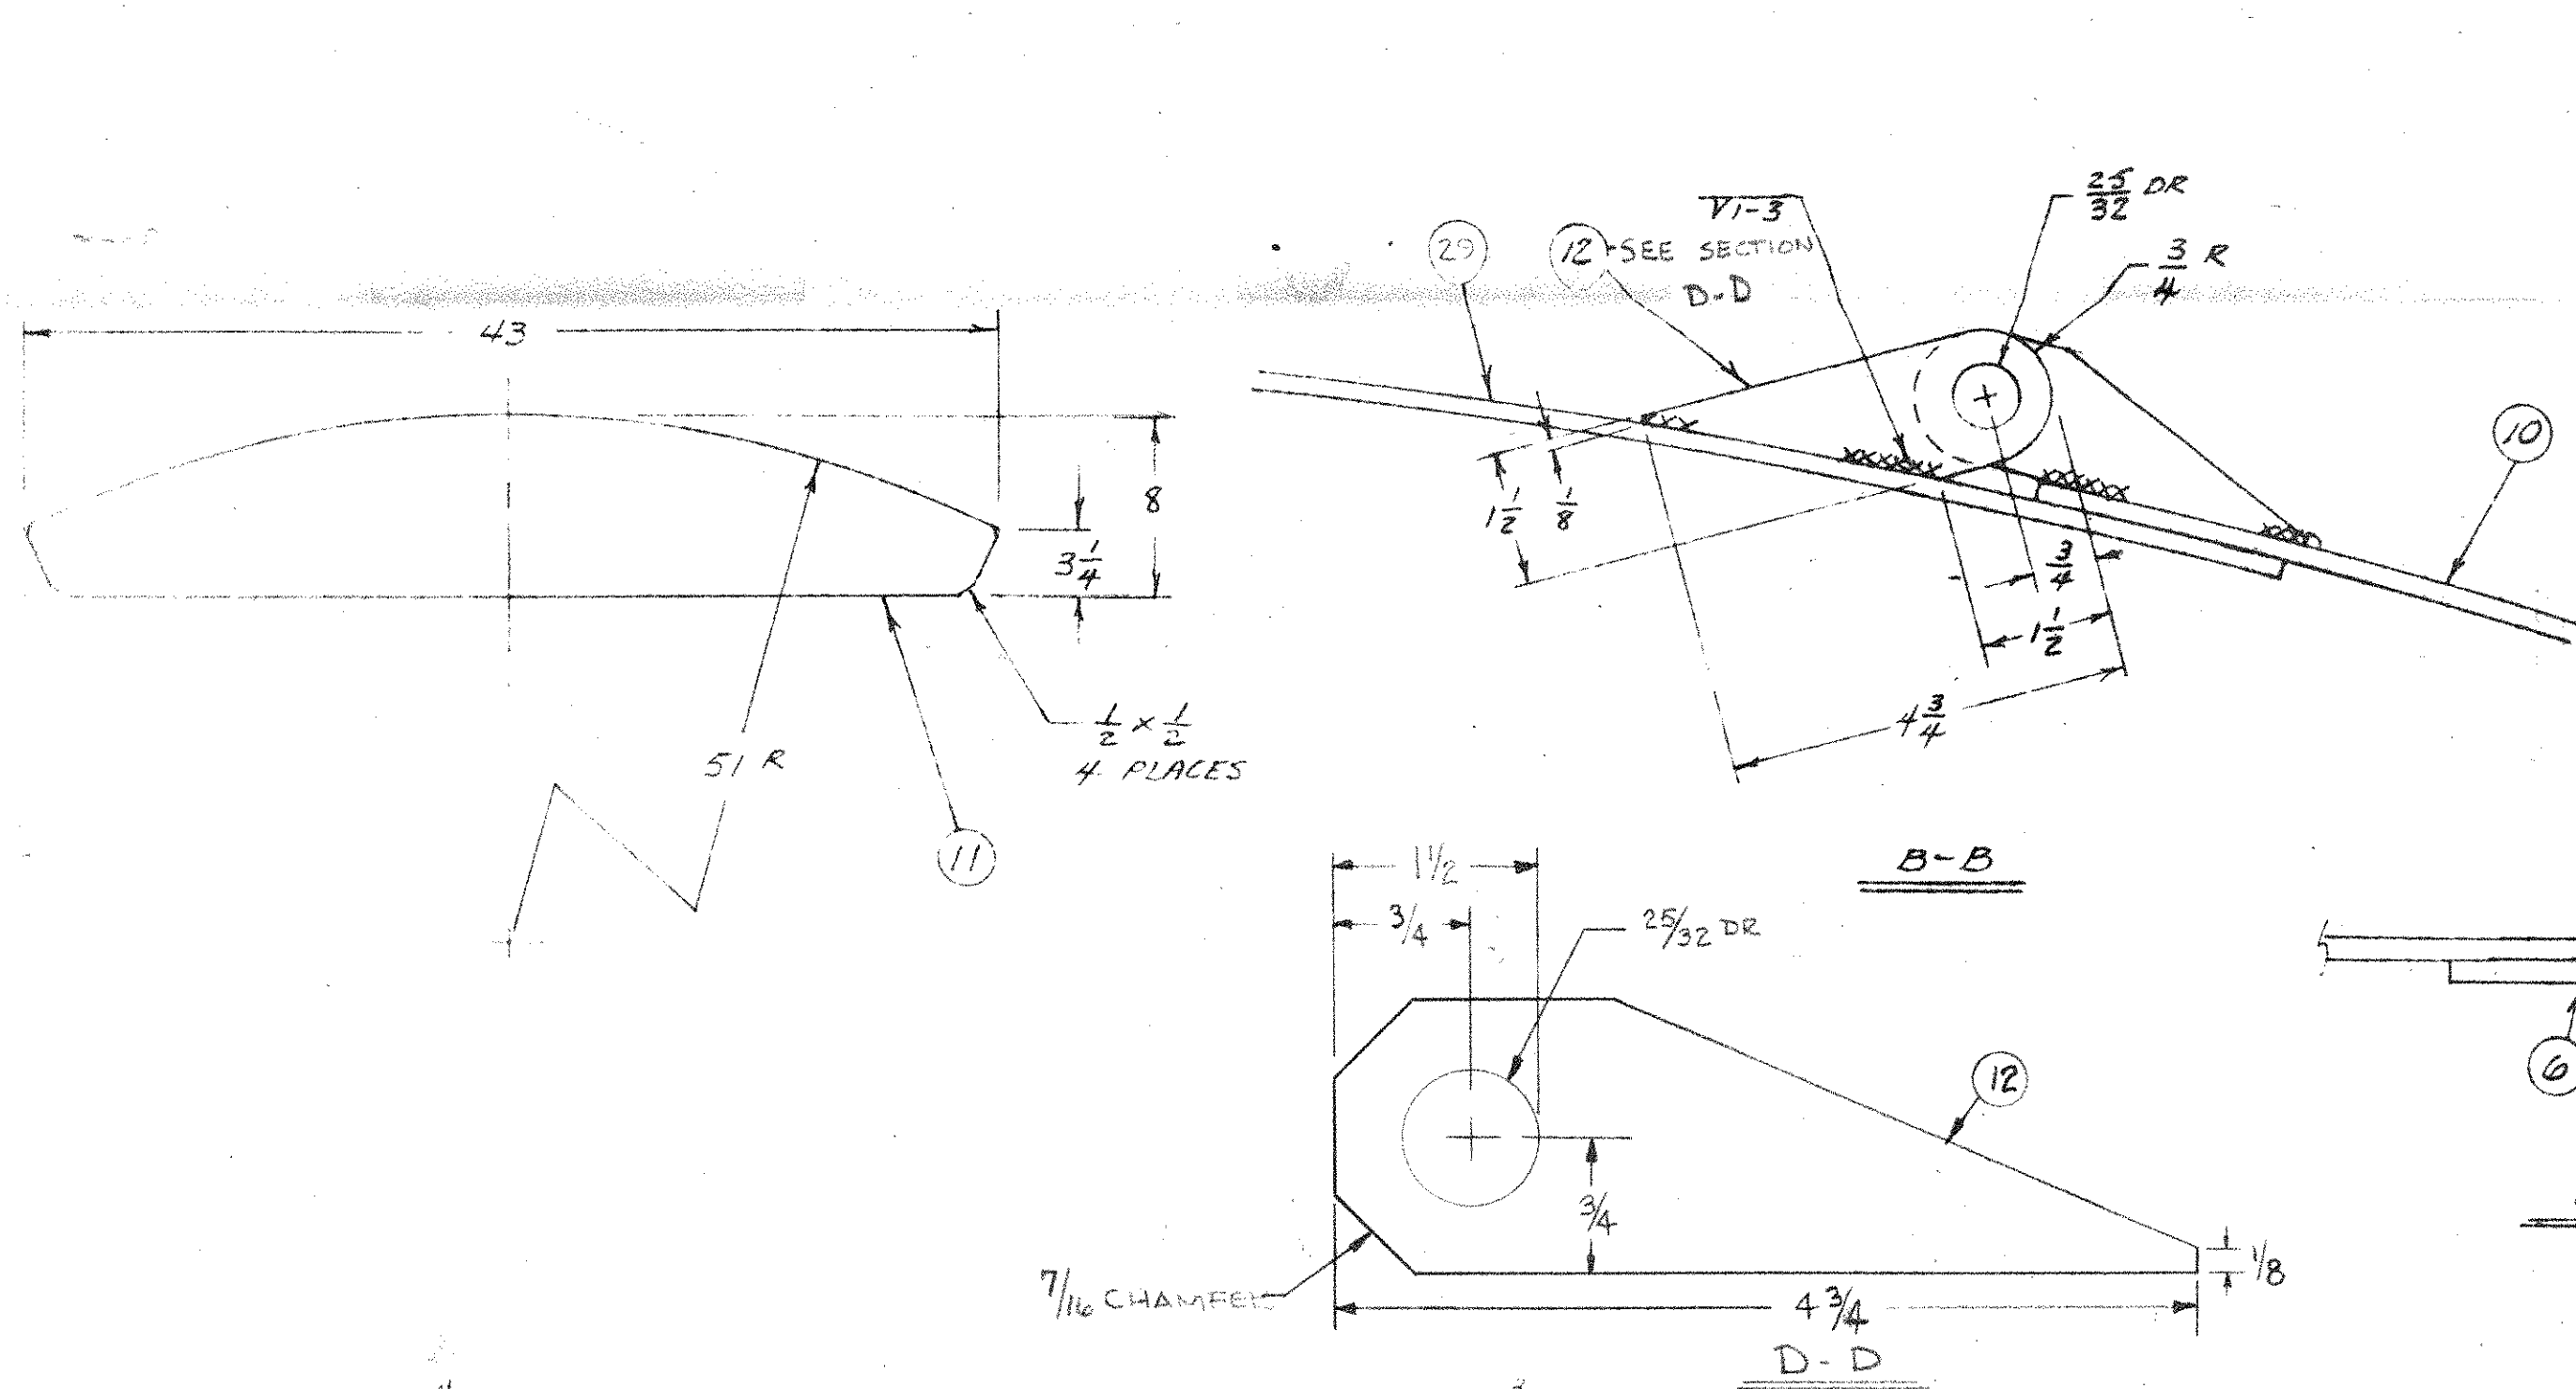 43
8
3 1/4
51 R
1/2 x 1/2
4 PLACES
11
29
12
SEE SECTION
D-D
V1-3
25/32 DR
3/4 R
10
1 1/2
1/8
3/4
1 1/2
4 3/4
B-B
1 1/2
3/4
25/32 DR
12
3/4
7/16 CHAMFER
1/8
4 3/4
D-D
6